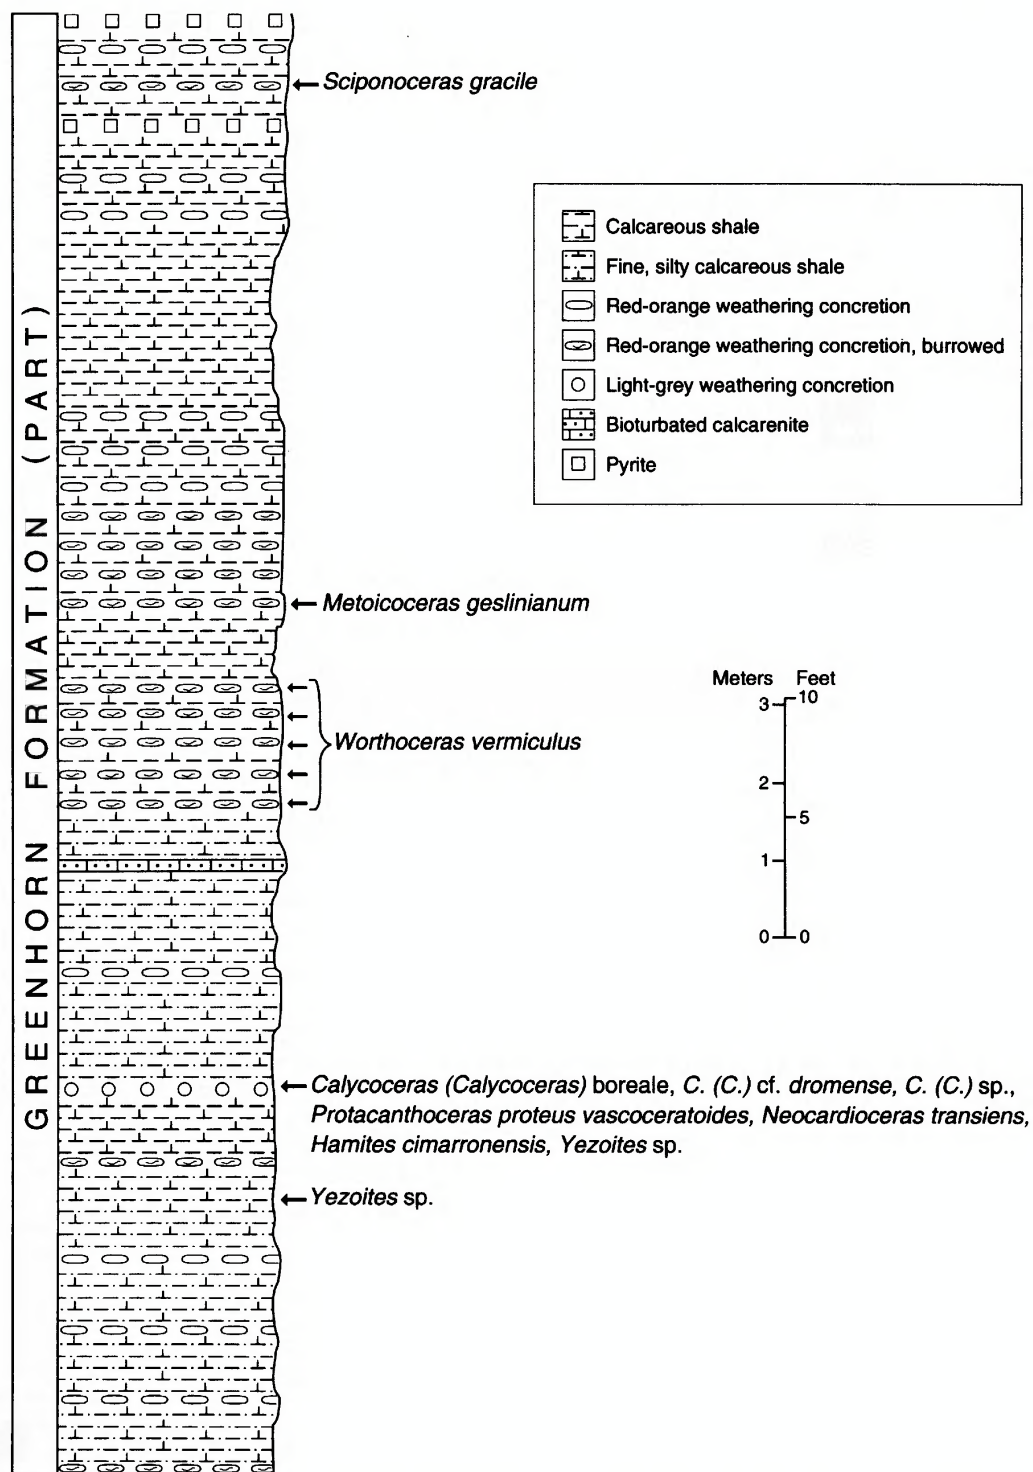 GREENHORN FORMATION (PART)
Sciponoceras gracile
Calcareous shale
Fine, silty calcareous shale
Red-orange weathering concretion
Red-orange weathering concretion, burrowed
Light-grey weathering concretion
Bioturbated calcarenite
Pyrite
Metoicoceras geslinianum
Worthoceras vermiculus
Meters Feet
3 10
2
5
1
0 0
Calycoceras (Calycoceras) boreale, C. (C.) cf. dromense, C. (C.) sp.,
Protacanthoceras proteus vascoceratoides, Neocardioceras transiens,
Hamites cimarronensis, Yezoites sp.
Yezoites sp.